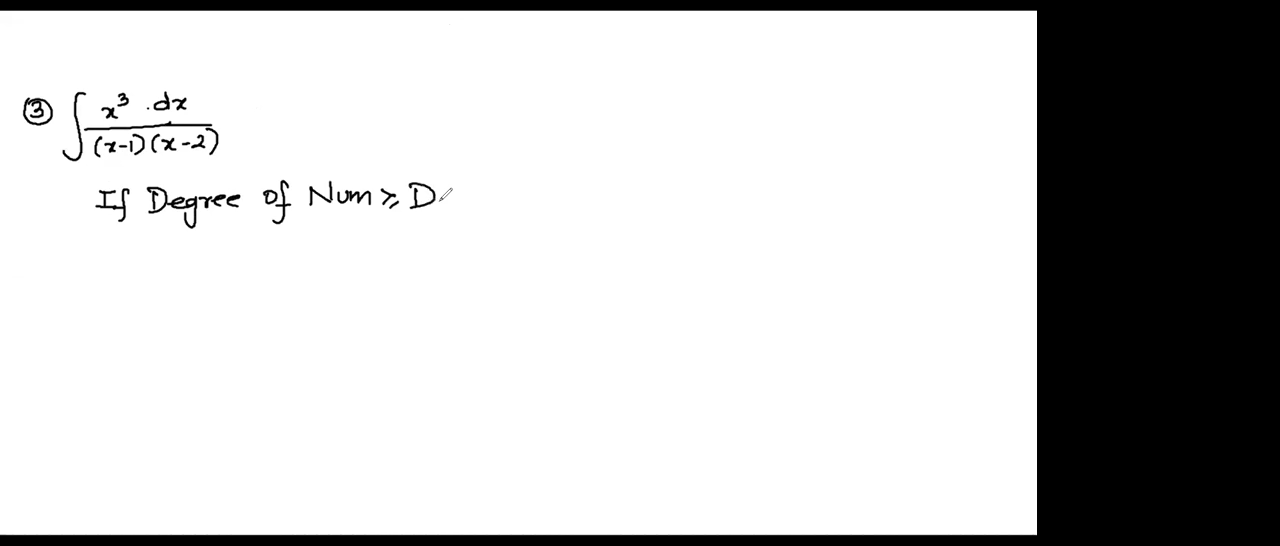 ③ ∫ x³ .dx / (x-1)(x-2)
If Degree of Num ≥ D